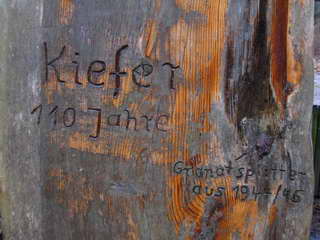 Kiefer
110 Jahre
Granatsplitter
aus 1944/45